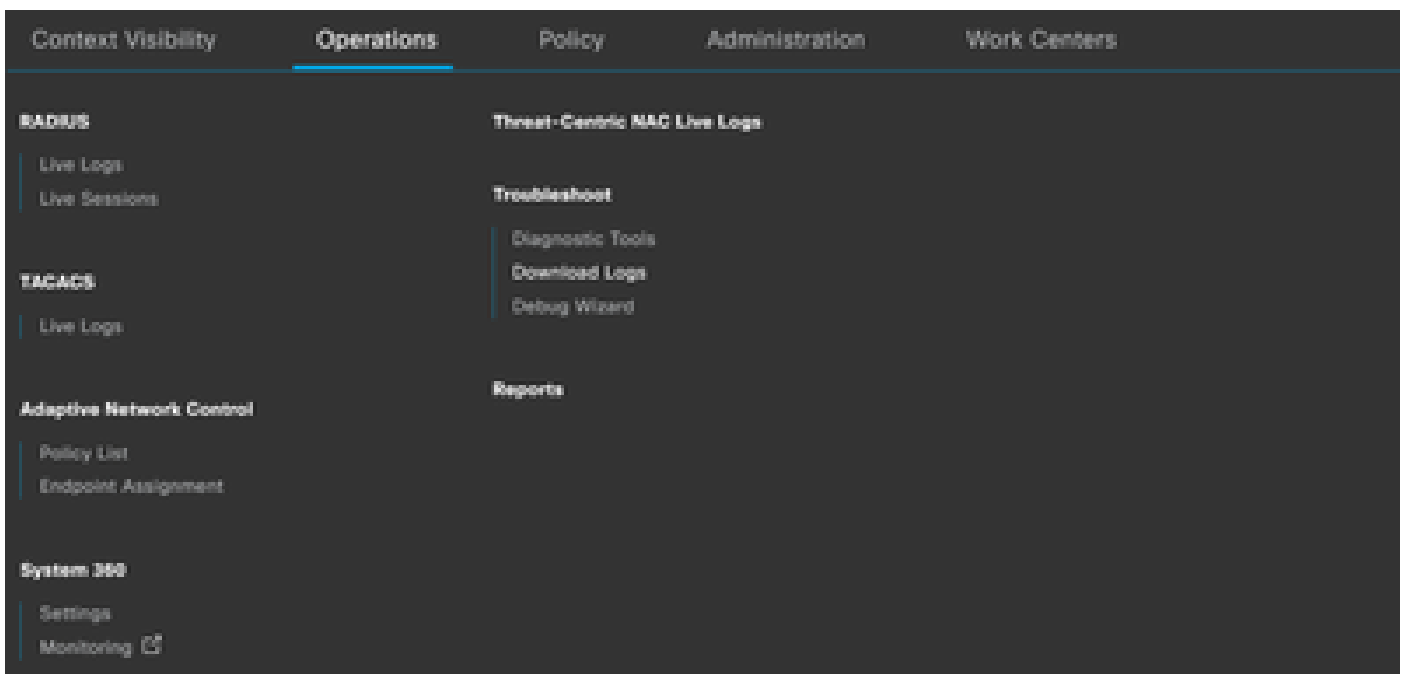 Context Visibility Operations Policy Administration Work Centers
RADIUS
Live Logs
Live Sessions
TACACS
Live Logs
Adaptive Network Control
Policy List
Endpoint Assignment
System 360
Settings
Monitoring
Threat-Centric NAC Live Logs
Troubleshoot
Diagnostic Tools
Download Logs
Debug Wizard
Reports